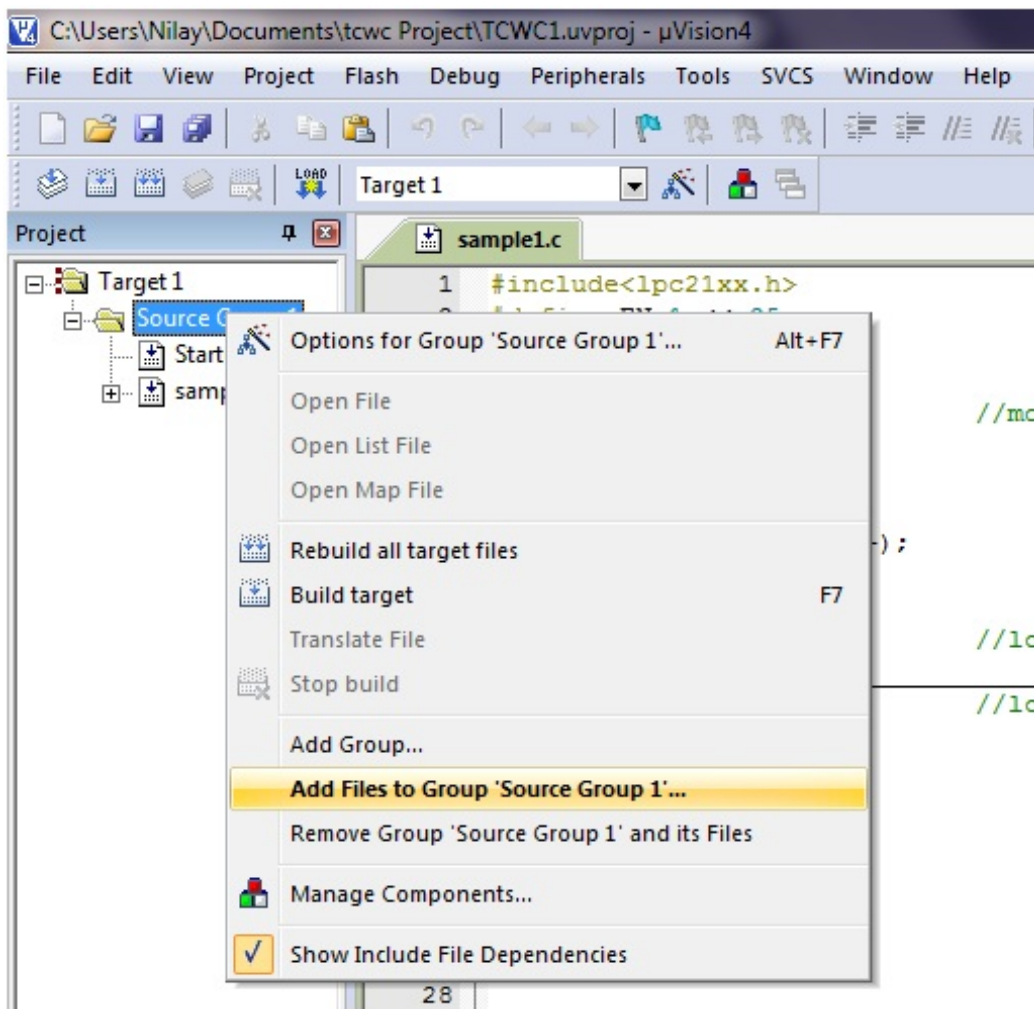 C:\Users\Nilay\Documents\tcwc Project\TCWC1.uvproj - µVision4
File Edit View Project Flash Debug Peripherals Tools SVCS Window Help
LOAD
Target 1
Project
sample1.c
Target 1
Source
1 #include<lpc21xx.h>
Start
Options for Group 'Source Group 1'... Alt+F7
Open File
//mo
Open List File
Open Map File
Rebuild all target files
);
Build target F7
Translate File
//lo
Stop build
//lo
Add Group...
Add Files to Group 'Source Group 1'...
Remove Group 'Source Group 1' and its Files
Manage Components...
Show Include File Dependencies
28